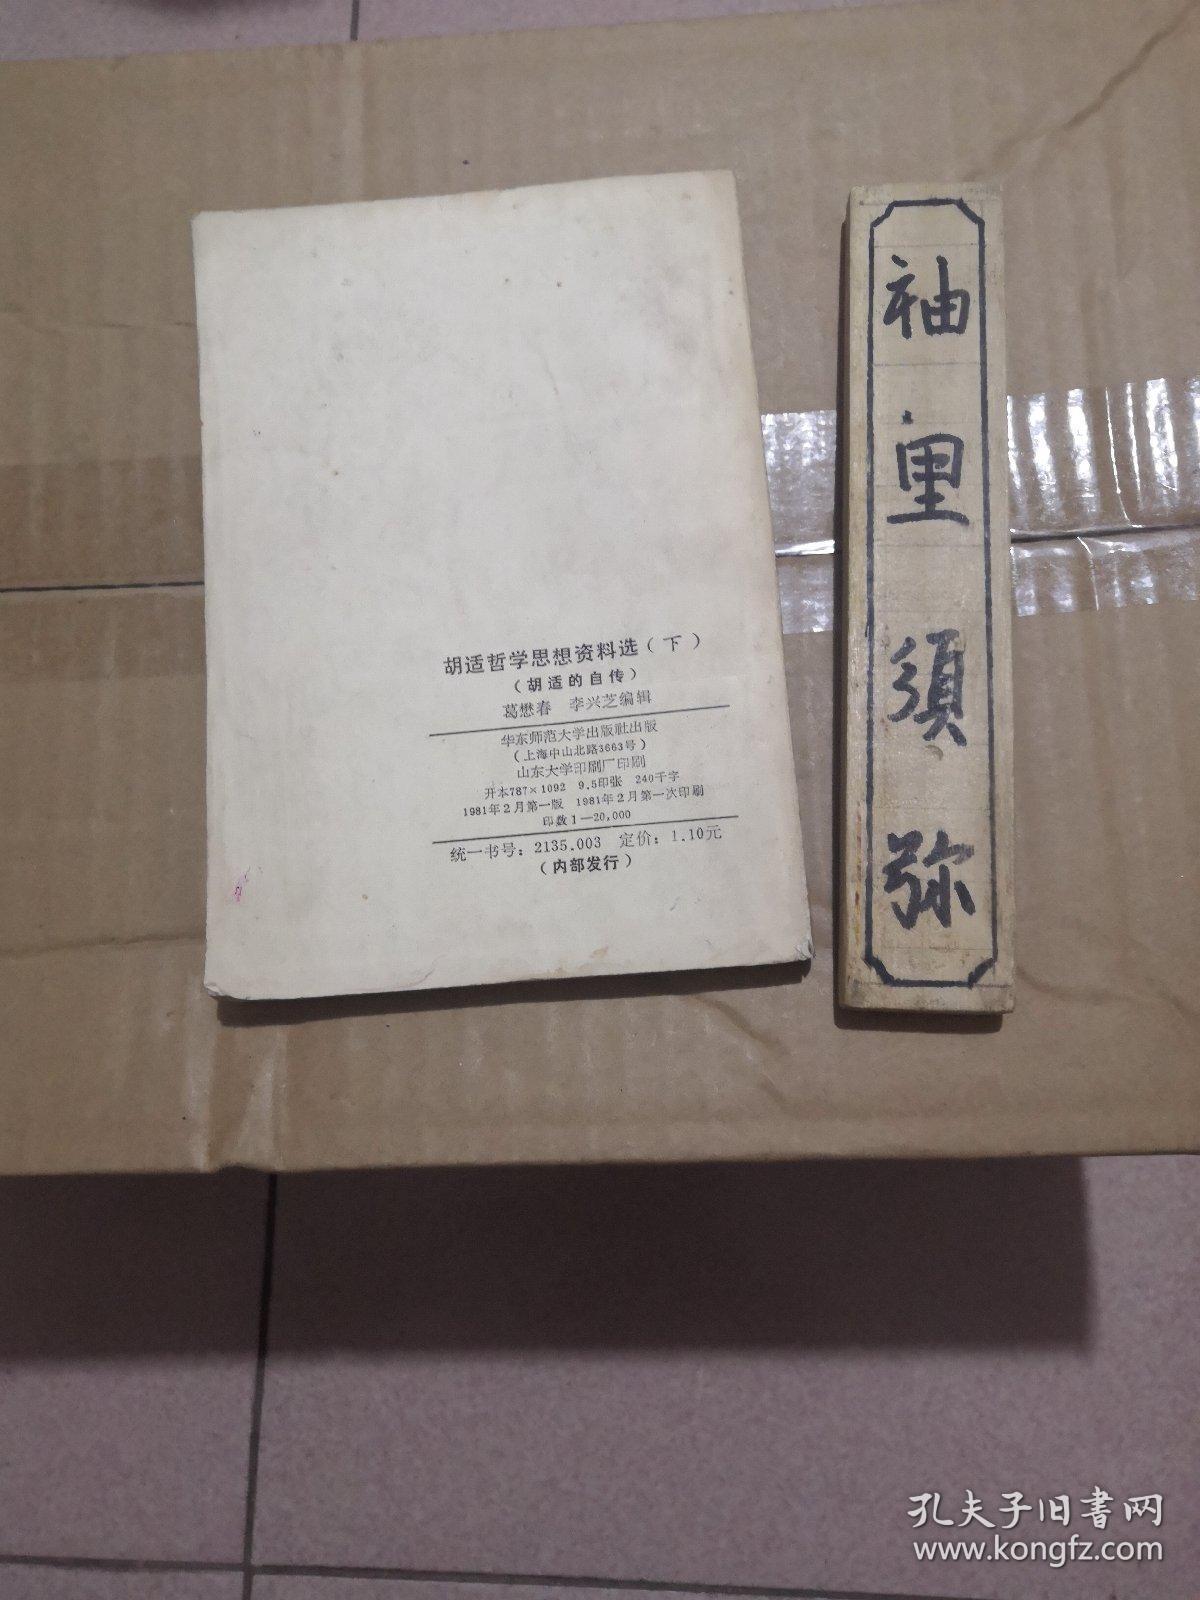 胡适哲学思想资料选（下）
（胡适的自传）
葛懋春　李兴芝编辑
华东师范大学出版社出版
（上海中山北路3663号）
山东大学印刷厂印刷
开本787×1092　9.5印张　240千字
1981年2月第一版　1981年2月第一次印刷
印数1—20,000
统一书号：2135.003　定价：1.10元
（内部发行）
袖里须弥
孔夫子旧书网
www.kongfz.com